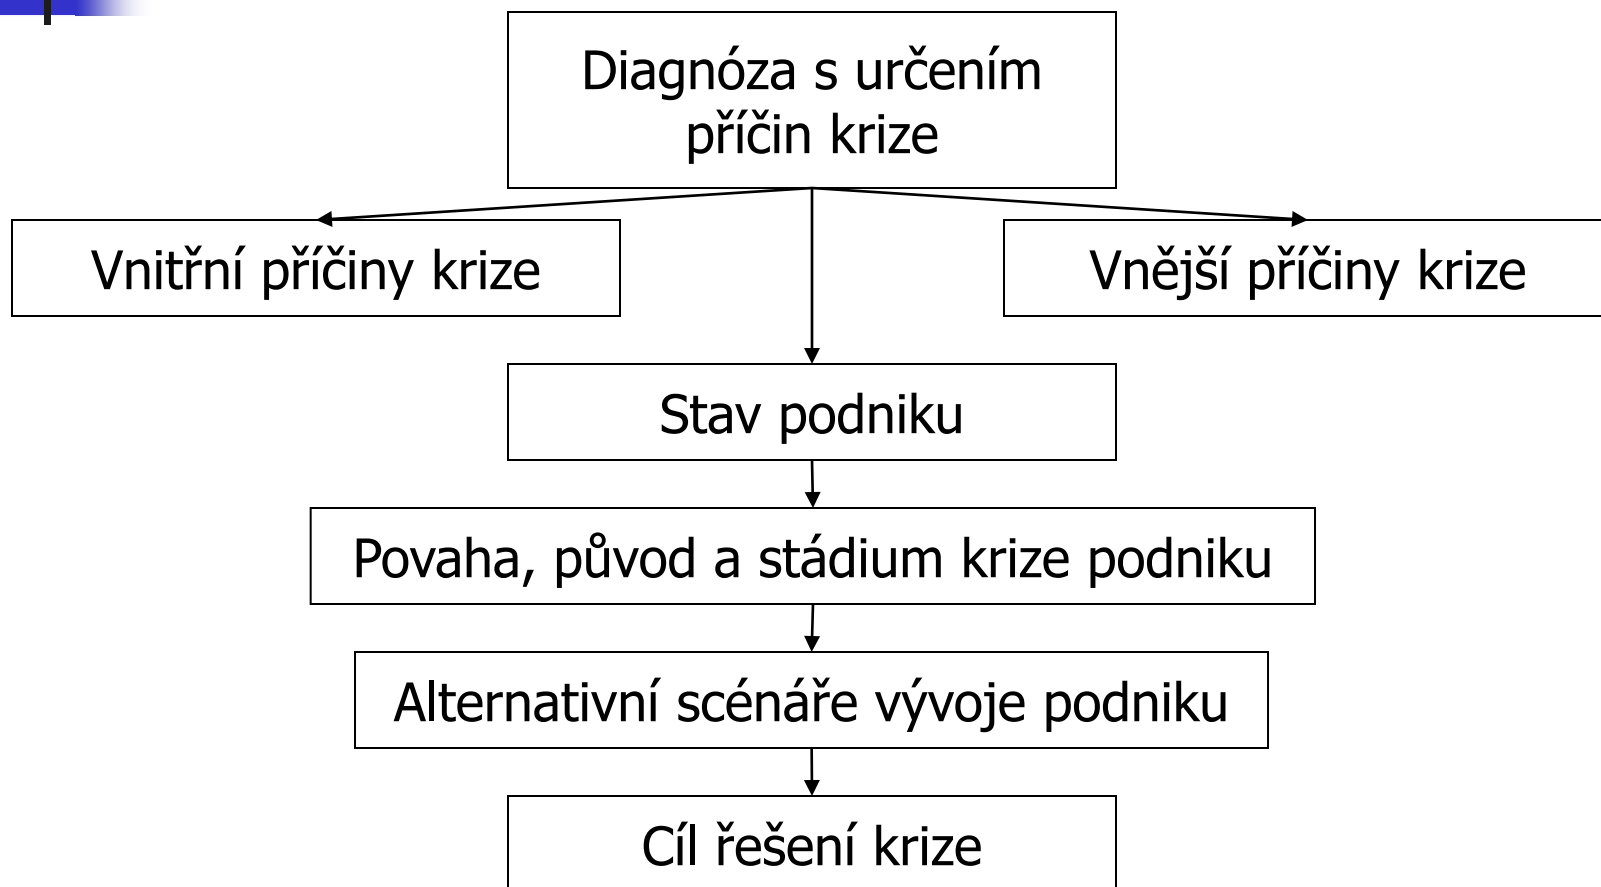 Diagnóza s určením
příčin krize
Vnitřní příčiny krize
Vnější příčiny krize
Stav podniku
Povaha, původ a stádium krize podniku
Alternativní scénáře vývoje podniku
Cíl řešení krize